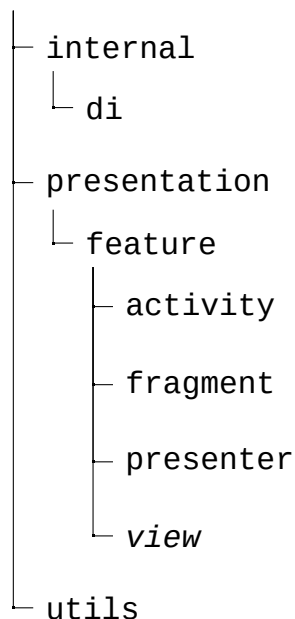 internal
di
presentation
feature
activity
fragment
presenter
view
utils